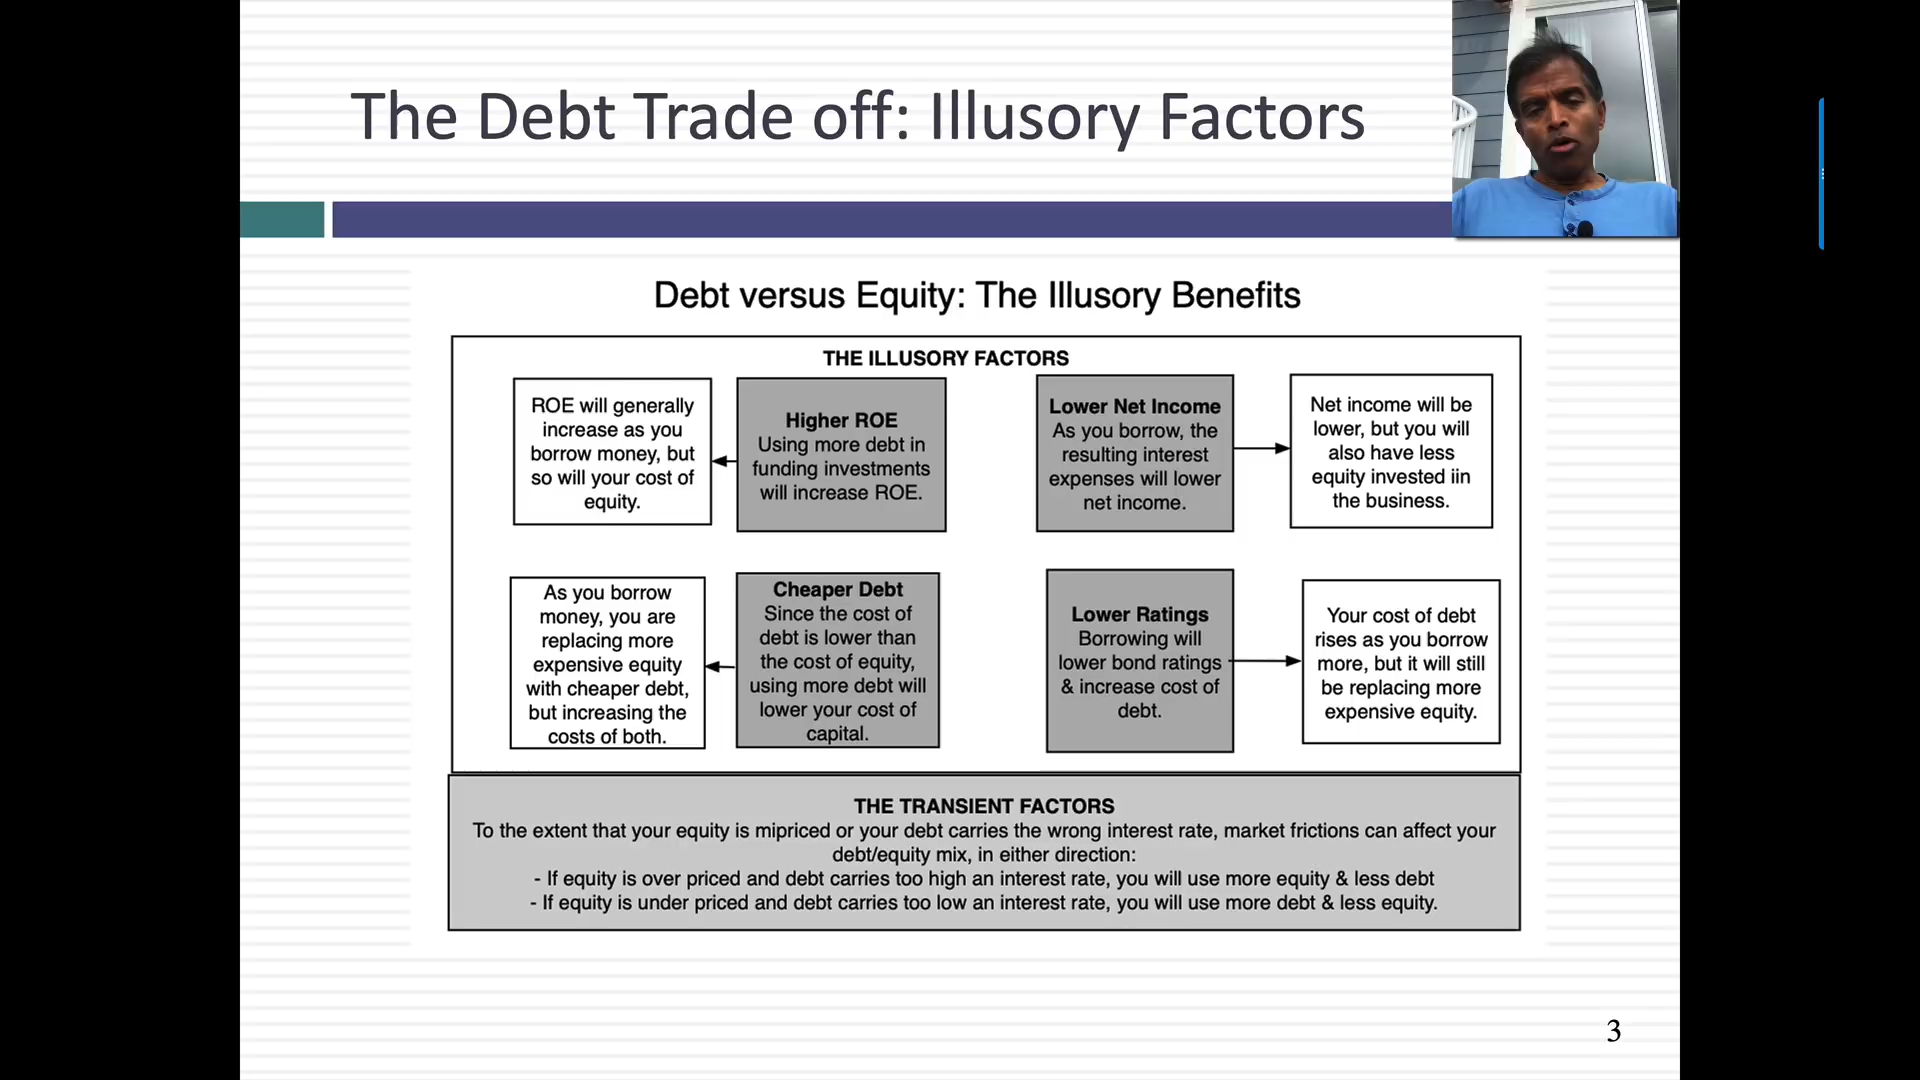 The Debt Trade off: Illusory Factors
Debt versus Equity: The Illusory Benefits
THE ILLUSORY FACTORS
ROE will generally
increase as you
borrow money, but
so will your cost of
equity.
Higher ROE
Using more debt in
funding investments
will increase ROE.
Lower Net Income
As you borrow, the
resulting interest
expenses will lower
net income.
Net income will be
lower, but you will
also have less
equity invested iin
the business.
As you borrow
money, you are
replacing more
expensive equity
with cheaper debt,
but increasing the
costs of both.
Cheaper Debt
Since the cost of
debt is lower than
the cost of equity,
using more debt will
lower your cost of
capital.
Lower Ratings
Borrowing will
lower bond ratings
& increase cost of
debt.
Your cost of debt
rises as you borrow
more, but it will still
be replacing more
expensive equity.
THE TRANSIENT FACTORS
To the extent that your equity is mipriced or your debt carries the wrong interest rate, market frictions can affect your
debt/equity mix, in either direction:
- If equity is over priced and debt carries too high an interest rate, you will use more equity & less debt
- If equity is under priced and debt carries too low an interest rate, you will use more debt & less equity.
3